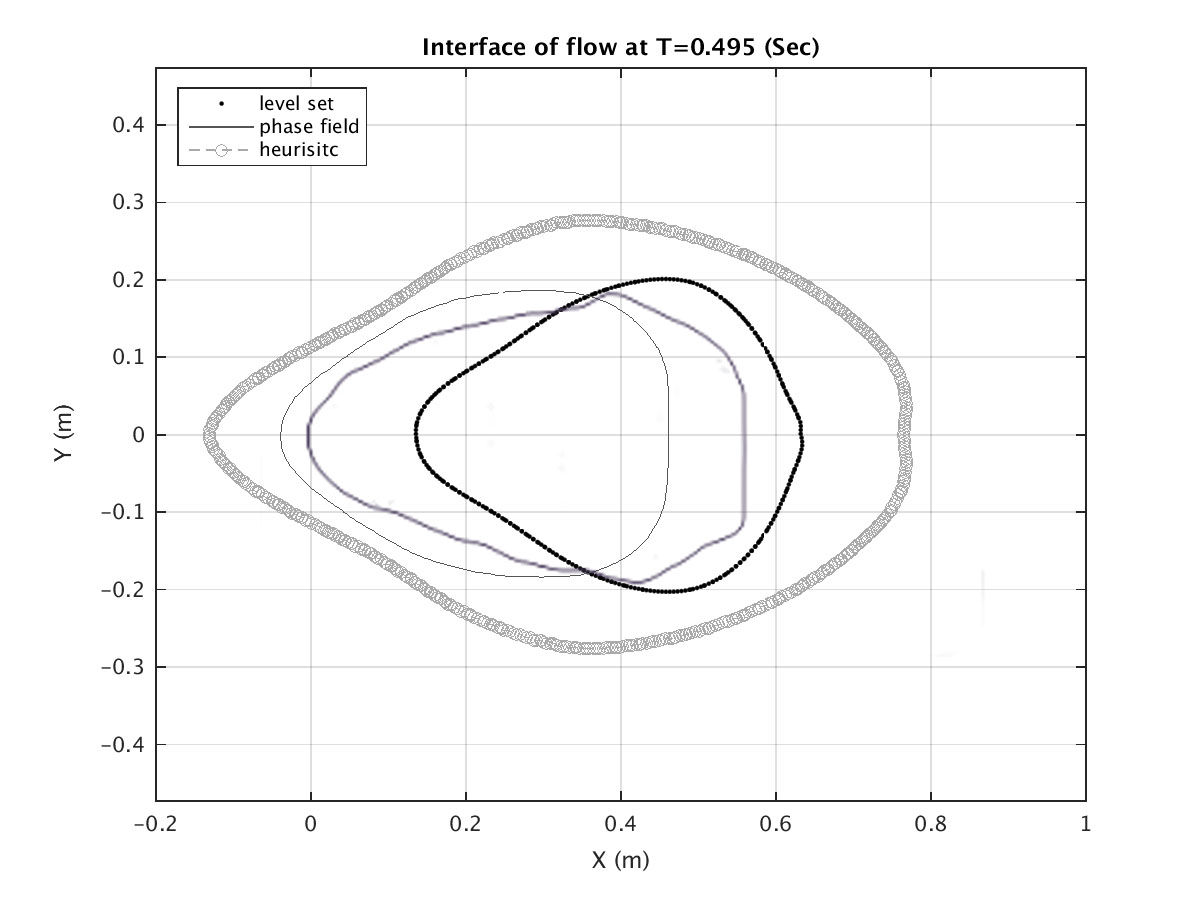 Interface of flow at T=0.495 (Sec)
level set
phase field
heurisitc
0.4
0.3
0.2
0.1
0
-0.1
-0.2
-0.3
-0.4
Y (m)
-0.2 0 0.2 0.4 0.6 0.8 1
X (m)